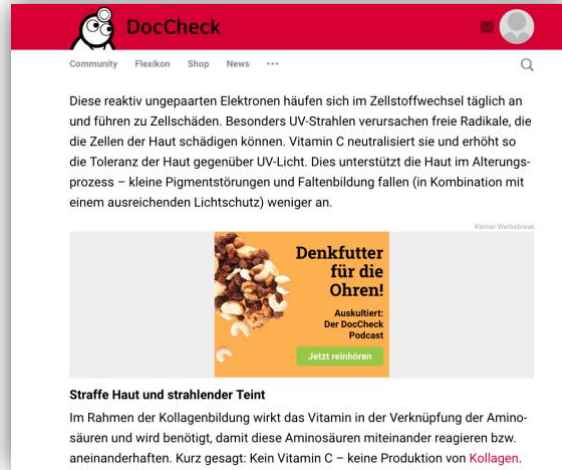 DocCheck
Community Flexikon Shop News ...
Diese reaktiv ungepaarten Elektronen häufen sich im Zellstoffwechsel täglich an
und führen zu Zellschäden. Besonders UV-Strahlen verursachen freie Radikale, die
die Zellen der Haut schädigen können. Vitamin C neutralisiert sie und erhöht so
die Toleranz der Haut gegenüber UV-Licht. Dies unterstützt die Haut im Alterungs-
prozess – kleine Pigmentstörungen und Faltenbildung fallen (in Kombination mit
einem ausreichenden Lichtschutz) weniger an.
Kleiner Werbebreak
Denkfutter
für die
Ohren!
Auskultiert:
Der DocCheck
Podcast
Jetzt reinhören
Straffe Haut und strahlender Teint
Im Rahmen der Kollagenbildung wirkt das Vitamin in der Verknüpfung der Amino-
säuren und wird benötigt, damit diese Aminosäuren miteinander reagieren bzw.
aneinanderhaften. Kurz gesagt: Kein Vitamin C – keine Produktion von Kollagen.